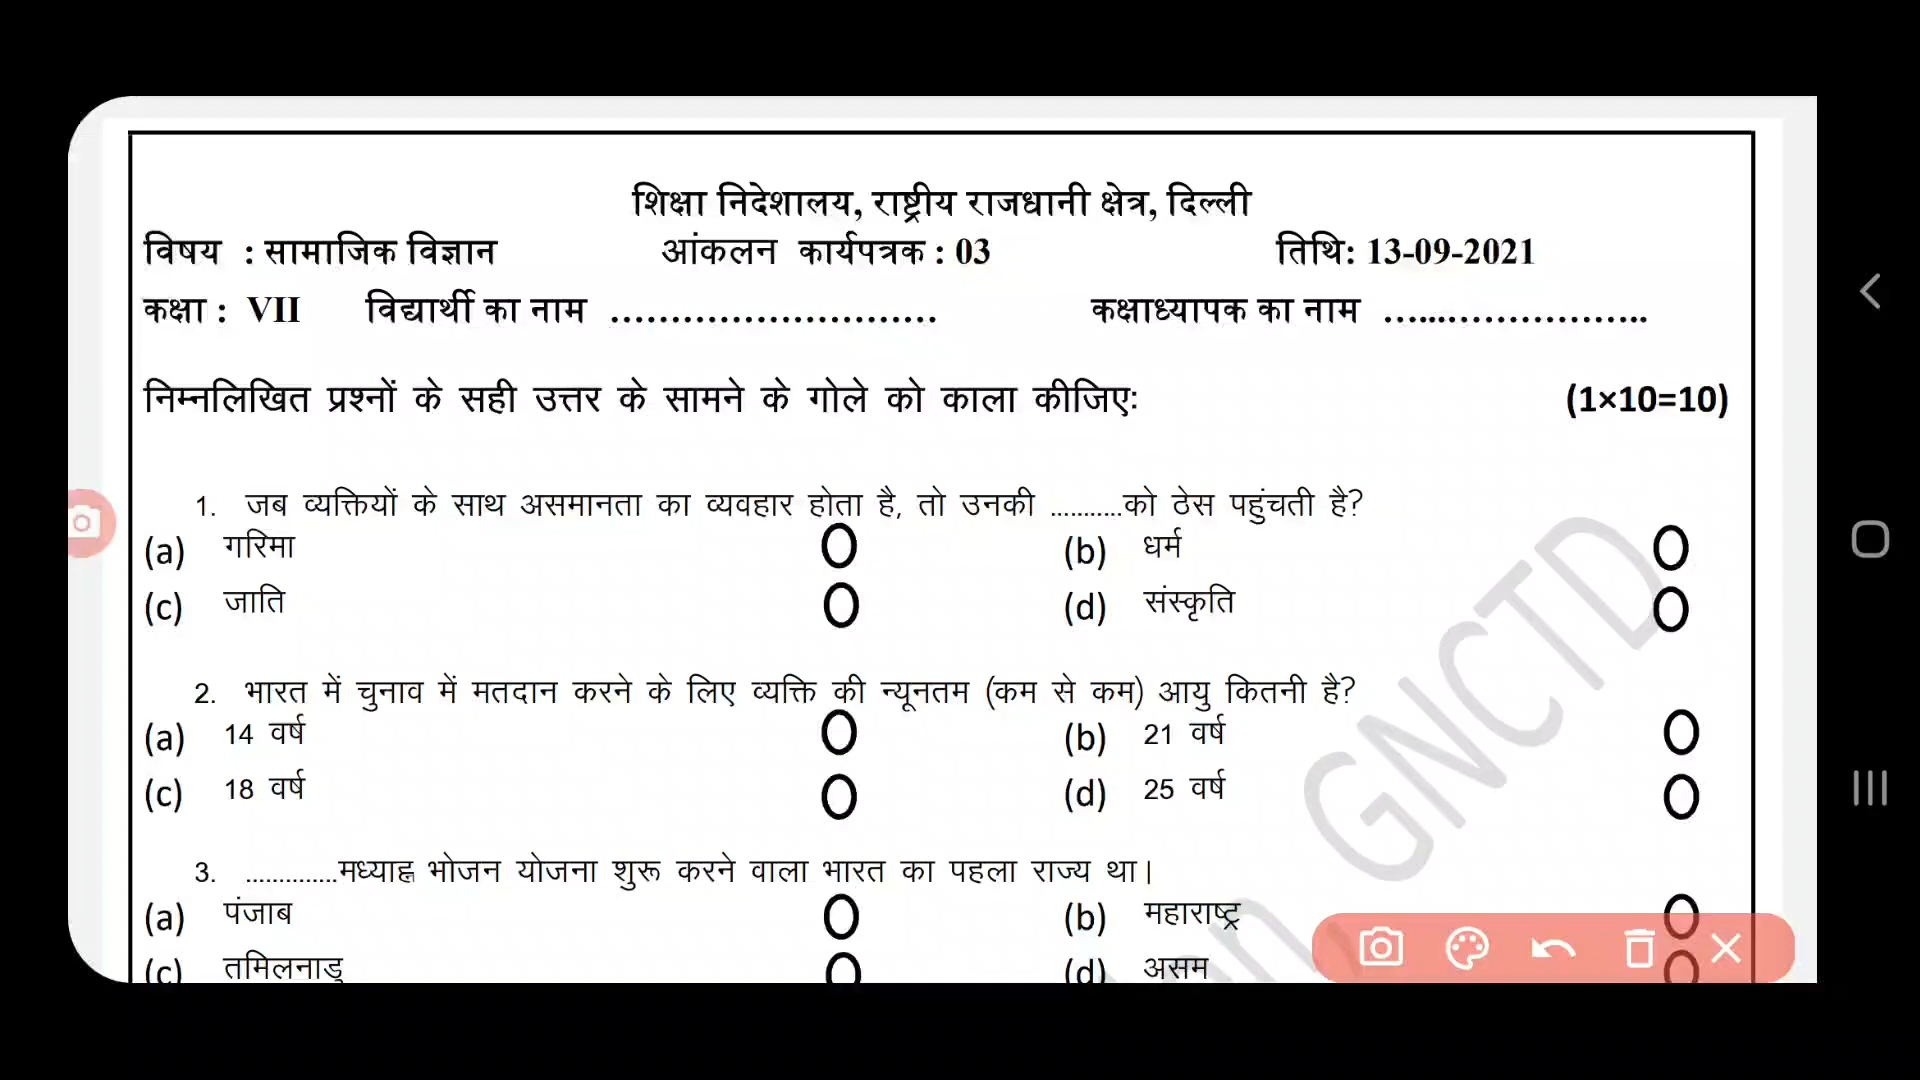 शिक्षा निदेशालय, राष्ट्रीय राजधानी क्षेत्र, दिल्ली
विषय : सामाजिक विज्ञान आंकलन कार्यपत्रक : 03 तिथि: 13-09-2021
कक्षा : VII विद्यार्थी का नाम ........................... कक्षाध्यापक का नाम ......................
निम्नलिखित प्रश्नों के सही उत्तर के सामने के गोले को काला कीजिएः (1×10=10)
1. जब व्यक्तियों के साथ असमानता का व्यवहार होता है, तो उनकी ...........को ठेस पहुंचती है?
(a) गरिमा O (b) धर्म O
(c) जाति O (d) संस्कृति O
2. भारत में चुनाव में मतदान करने के लिए व्यक्ति की न्यूनतम (कम से कम) आयु कितनी है?
(a) 14 वर्ष O (b) 21 वर्ष O
(c) 18 वर्ष O (d) 25 वर्ष O
3. ..............मध्याह्न भोजन योजना शुरू करने वाला भारत का पहला राज्य था।
(a) पंजाब O (b) महाराष्ट्र O
(c) तमिलनाडु O (d) असम O
GNCTD